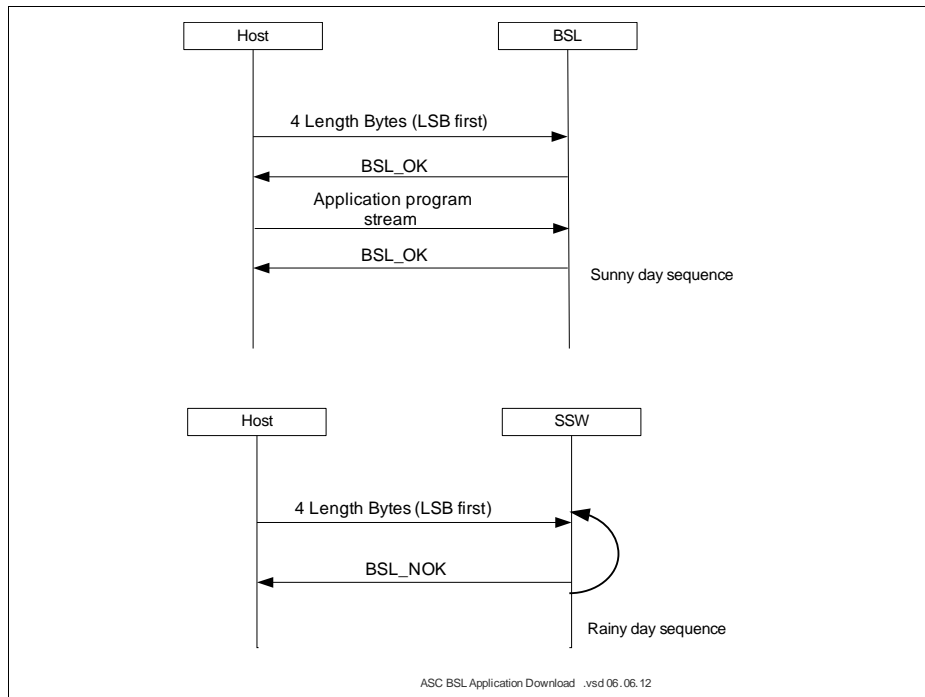 Host BSL
4 Length Bytes (LSB first)
BSL_OK
Application program
stream
BSL_OK
Sunny day sequence
Host SSW
4 Length Bytes (LSB first)
BSL_NOK
Rainy day sequence
ASC BSL Application Download .vsd 06.06.12